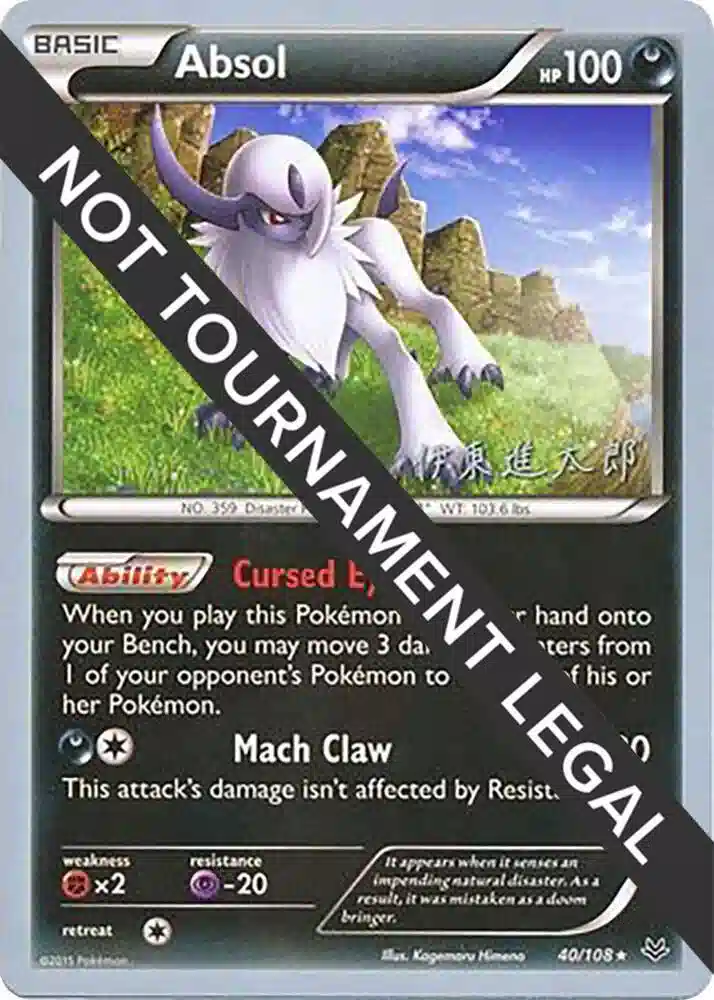 BASIC Absol HP100
NOT TOURNAMENT LEGAL
伊東進太郎
NO. 359 Disaster WT: 103.6 lbs
Ability Cursed
When you play this Pokémon hand onto
your Bench, you may move 3 from
1 of your opponent's Pokémon to of his or
her Pokémon.
Mach Claw
This attack's damage isn't affected by
weakness resistance
×2 -20
retreat
It appears when it senses an
impending natural disaster. As a
result, it was mistaken as a doom
bringer.
©2015 Pokémon
Illus. Kagemaru Himeno 40/108